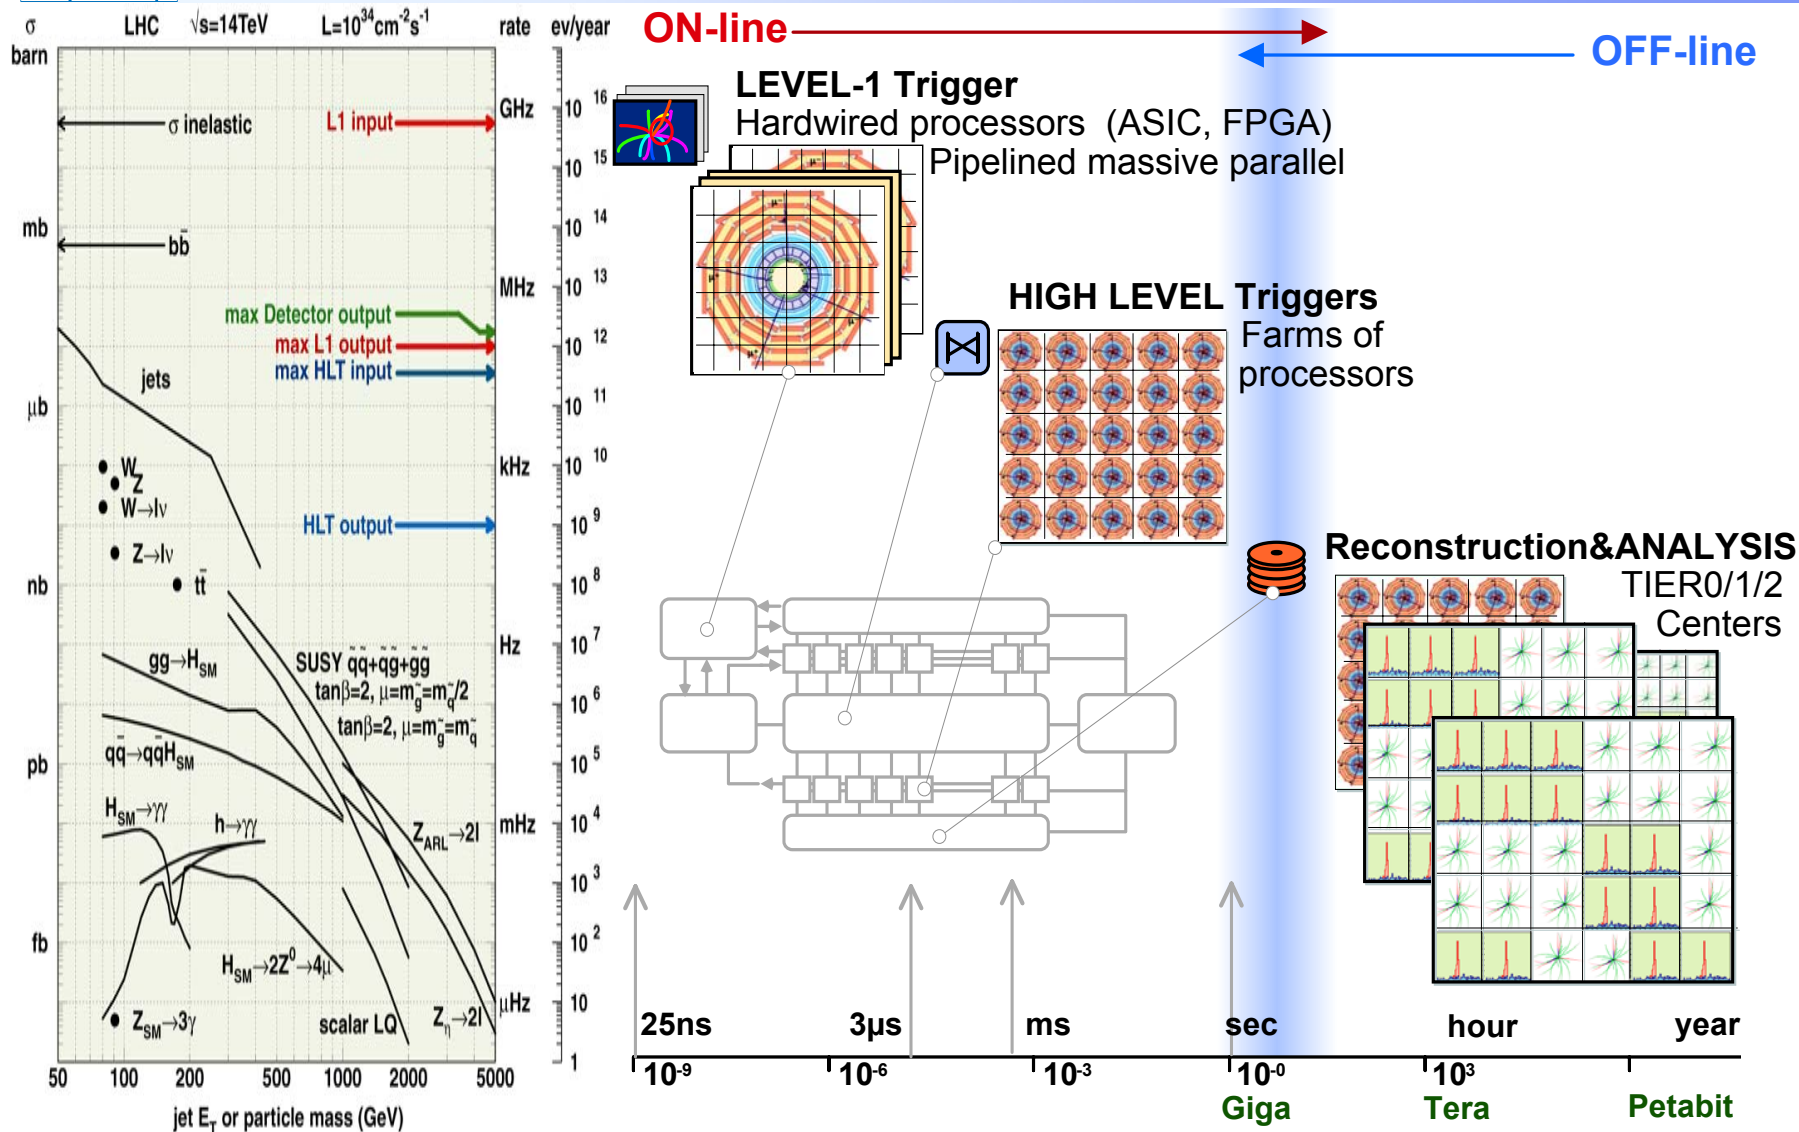 σ LHC √s=14TeV L=10³⁴cm⁻²s⁻¹ rate ev/year
barn
mb
μb
nb
pb
fb
GHz
MHz
kHz
Hz
mHz
μHz
10¹⁶
10¹⁵
10¹⁴
10¹³
10¹²
10¹¹
10¹⁰
10⁹
10⁸
10⁷
10⁶
10⁵
10⁴
10³
10²
10
1
σ inelastic
L1 input
bb̄
max Detector output
max L1 output
max HLT input
jets
W
Z
W→lν
HLT output
Z→lν
tt̄
gg→H_SM
SUSY q̃q̃+q̃g̃+g̃g̃
tanβ=2, μ=m_g̃=m_q̃/2
tanβ=2, μ=m_g̃=m_q̃
qq̄→qq̄H_SM
H_SM→γγ
h→γγ
Z_ARL→2l
H_SM→2Z⁰→4μ
Z_SM→3γ
scalar LQ
Z_η→2l
50 100 200 500 1000 2000 5000
jet E_T or particle mass (GeV)
ON-line
OFF-line
LEVEL-1 Trigger
Hardwired processors (ASIC, FPGA)
Pipelined massive parallel
μ⁻
μ⁻
μ⁺
μ⁻
μ⁺
HIGH LEVEL Triggers
Farms of
processors
Reconstruction&ANALYSIS
TIER0/1/2
Centers
25ns 3μs ms sec hour year
10⁻⁹ 10⁻⁶ 10⁻³ 10⁻⁰ 10³
Giga Tera Petabit